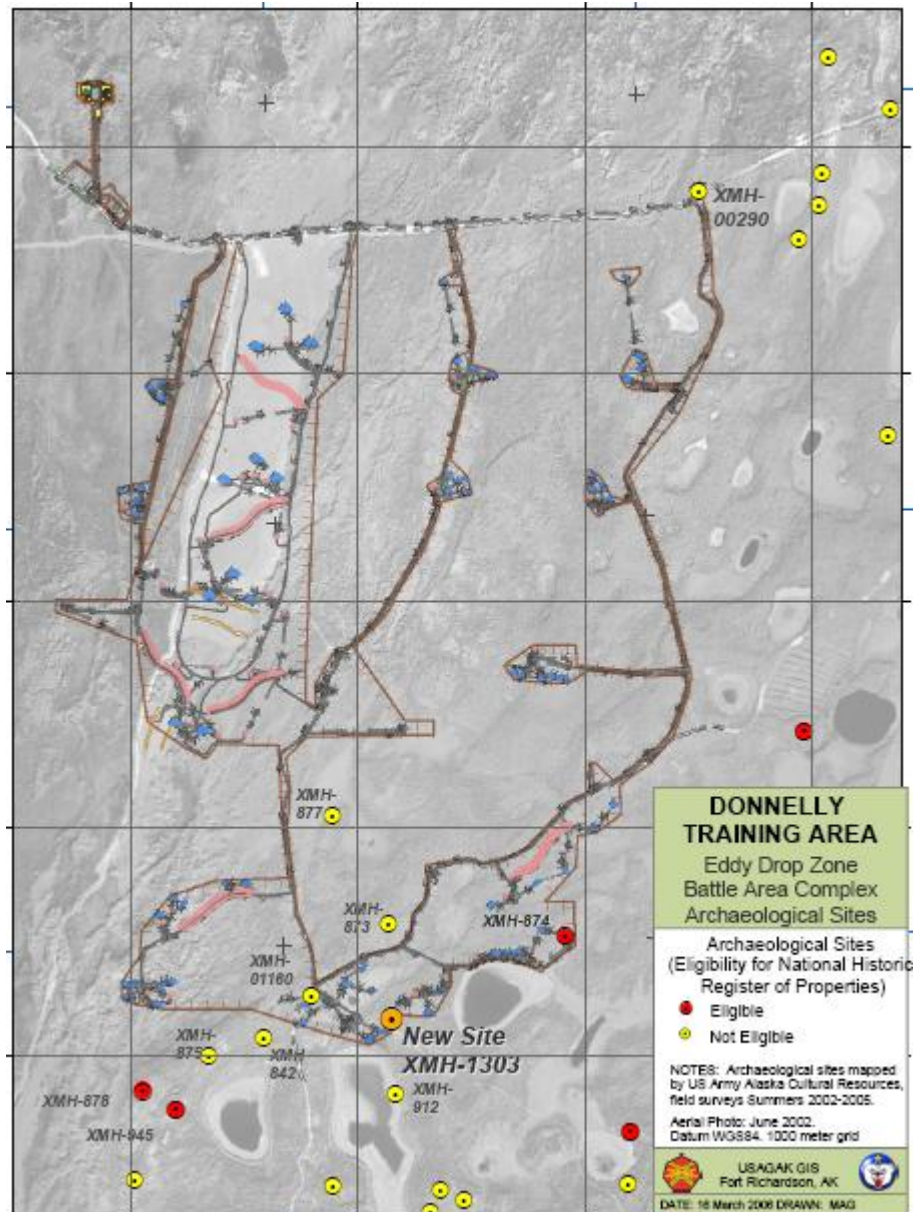 XMH-
00290
XMH-
877
XMH-
873
XMH-874
XMH-
01160
New Site
XMH-1303
XMH-
875
XMH
842
XMH-
912
XMH-878
XMH-945
DONNELLY
TRAINING AREA
Eddy Drop Zone
Battle Area Complex
Archaeological Sites
Archaeological Sites
(Eligibility for National Historic
Register of Properties)
Eligible
Not Eligible
NOTES: Archaeological sites mapped
by US Army Alaska Cultural Resources,
field surveys Summers 2002-2005.
Aerial Photo: June 2002.
Datum WGS84. 1000 meter grid
USAGAK GIS
Fort Richardson, AK
DATE: 16 March 2006 DRAWN: MAG